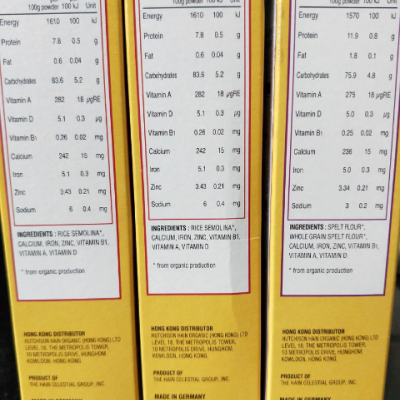 100g powder 100 kJ Unit
Energy 1610 100 kJ
Protein 7.8 0.5 g
Fat 0.6 0.04 g
Carbohydrates 83.6 5.2 g
Vitamin A 282 18 µgRE
Vitamin D 5.1 0.3 µg
Vitamin B1 0.26 0.02 mg
Calcium 242 15 mg
Iron 5.1 0.3 mg
Zinc 3.43 0.21 mg
Sodium 6 0.4 mg
INGREDIENTS : RICE SEMOLINA*,
CALCIUM, IRON, ZINC, VITAMIN B1,
VITAMIN A, VITAMIN D
* from organic production
HONG KONG DISTRIBUTOR
HUTCHISON HAIN ORGANIC (HONG KONG) LTD
LEVEL 18, THE METROPOLIS TOWER,
10 METROPOLIS DRIVE, HUNGHOM,
KOWLOON, HONG KONG.
PRODUCT OF
THE HAIN CELESTIAL GROUP, INC.
MADE IN GERMANY
100g powder 100 kJ Unit
Energy 1610 100 kJ
Protein 7.8 0.5 g
Fat 0.6 0.04 g
Carbohydrates 83.6 5.2 g
Vitamin A 282 18 µgRE
Vitamin D 5.1 0.3 µg
Vitamin B1 0.26 0.02 mg
Calcium 242 15 mg
Iron 5.1 0.3 mg
Zinc 3.43 0.21 mg
Sodium 6 0.4 mg
INGREDIENTS : RICE SEMOLINA*,
CALCIUM, IRON, ZINC, VITAMIN B1,
VITAMIN A, VITAMIN D
* from organic production
HONG KONG DISTRIBUTOR
HUTCHISON HAIN ORGANIC (HONG KONG) LTD
LEVEL 18, THE METROPOLIS TOWER,
10 METROPOLIS DRIVE, HUNGHOM,
KOWLOON, HONG KONG.
PRODUCT OF
THE HAIN CELESTIAL GROUP, INC.
MADE IN GERMANY
100g powder 100 kJ Unit
Energy 1570 100 kJ
Protein 11.9 0.8 g
Fat 1.8 0.1 g
Carbohydrates 75.9 4.8 g
Vitamin A 275 18 µgRE
Vitamin D 5.0 0.3 µg
Vitamin B1 0.25 0.02 mg
Calcium 236 15 mg
Iron 5.0 0.3 mg
Zinc 3.34 0.21 mg
Sodium 3 0.2 mg
INGREDIENTS : SPELT FLOUR*,
WHOLE GRAIN SPELT FLOUR*,
CALCIUM, IRON, ZINC, VITAMIN B1,
VITAMIN A, VITAMIN D
* from organic production
HONG KONG DISTRIBUTOR
HUTCHISON HAIN ORGANIC (HONG KONG) LTD
LEVEL 18, THE METROPOLIS TOWER,
10 METROPOLIS DRIVE, HUNGHOM,
KOWLOON, HONG KONG.
PRODUCT OF
THE HAIN CELESTIAL GROUP, INC.
MADE IN GERMANY